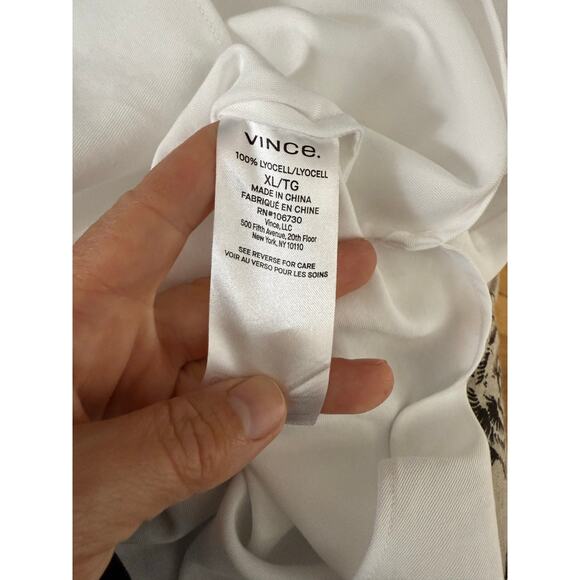 VINCe.
100% LYOCELL/LYOCELL
XL/TG
MADE IN CHINA
FABRIQUÉ EN CHINE
RN#106730
Vince, LLC
500 Fifth Avenue, 20th Floor
New York, NY 10110
SEE REVERSE FOR CARE
VOIR AU VERSO POUR LES SOINS